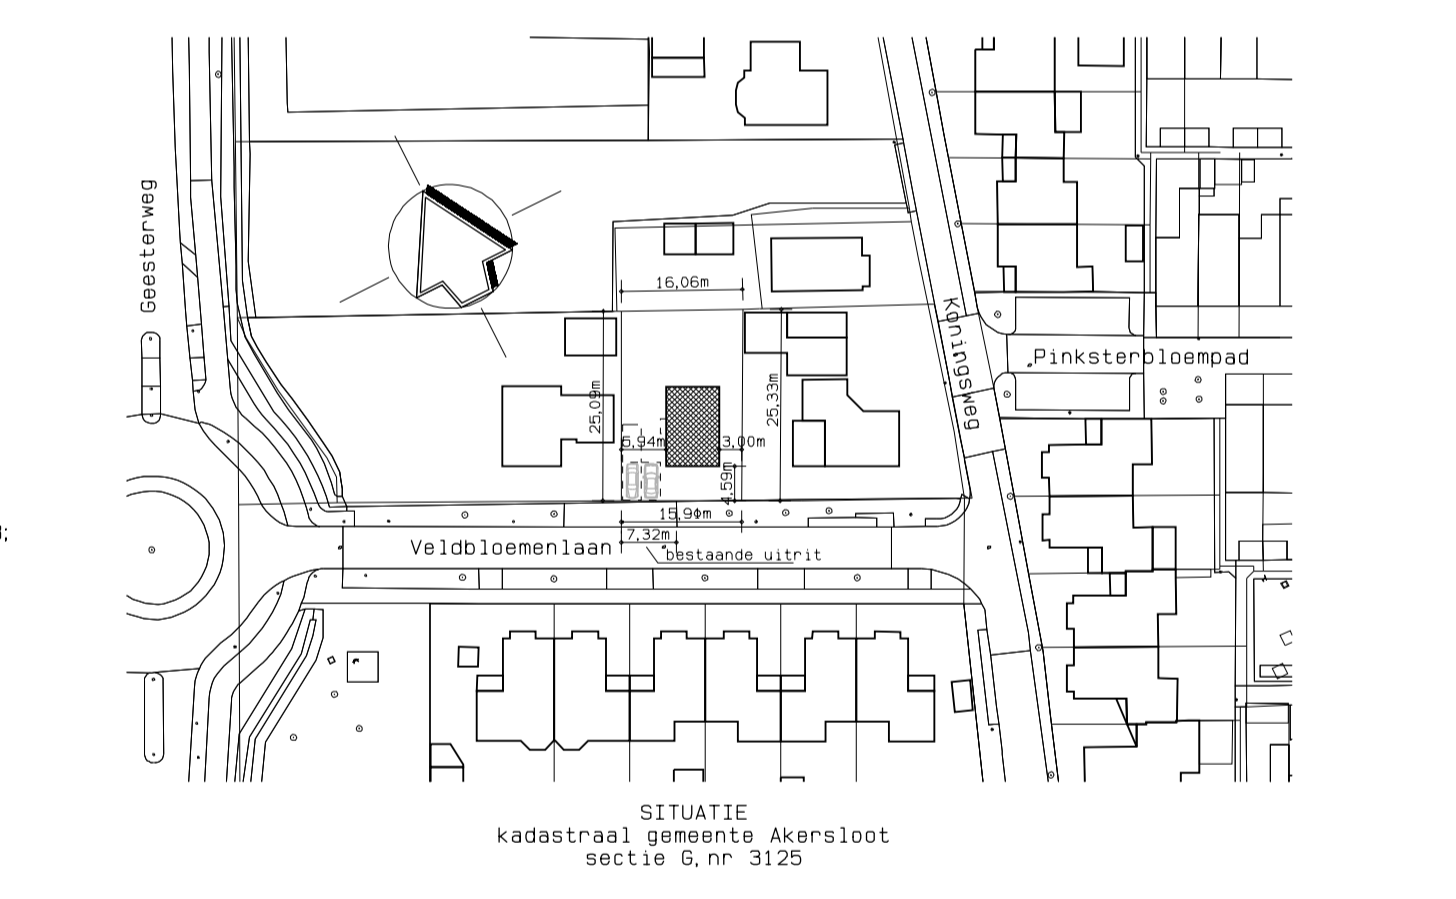 Geesterweg
16,06m
Koningsweg
Pinksterbloempad
25,09m
25,33m
5,94m
3,00m
4,59m
15,90m
7,32m
Veldbloemenlaan
bestaande uitrit
SITUATIE
kadastraal gemeente Akersloot
sectie G, nr 3125